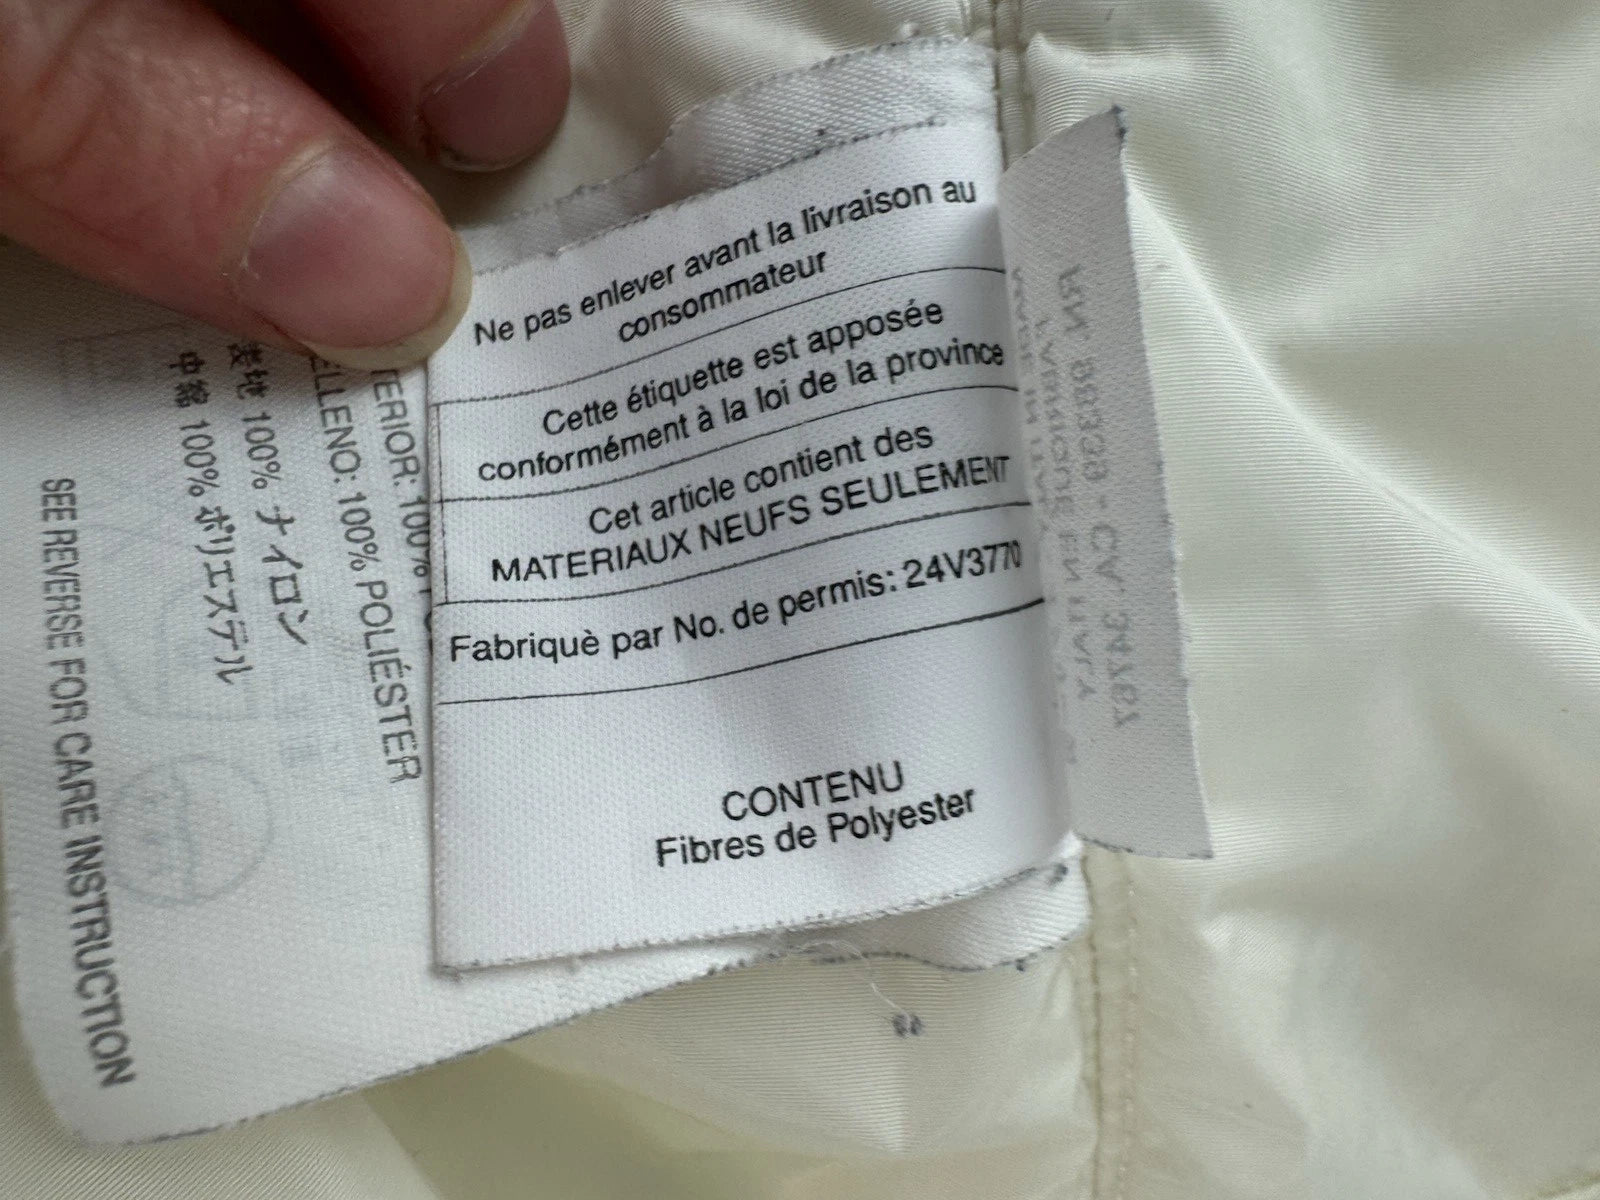 Ne pas enlever avant la livraison au
consommateur
Cette étiquette est apposée
conformément à la loi de la province
Cet article contient des
MATERIAUX NEUFS SEULEMENT
Fabriquè par No. de permis: 24V3770
CONTENU
Fibres de Polyester
TERIOR: 100%
ELLENO: 100% POLIÉSTER
表地 100% ナイロン
中綿 100% ポリエステル
SEE REVERSE FOR CARE INSTRUCTION